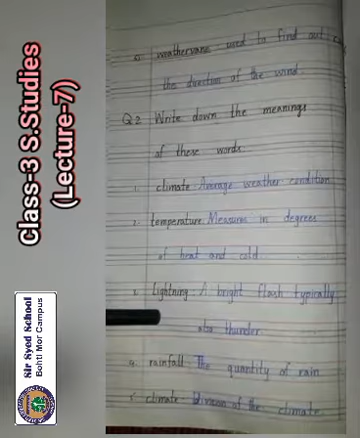 Class-3 S.Studies
(Lecture-7)
Sir Syed School
Bohti Mor Campus
weathervane used to find out
the direction of the wind
Q2 Write down the meanings
of these words.
1. climate Average weather condition
2. temperature Measures in degrees
of heat and cold
3. lightning A bright flash typically
also thunder.
4. rainfall The quantity of rain
5. climate Division of the climate